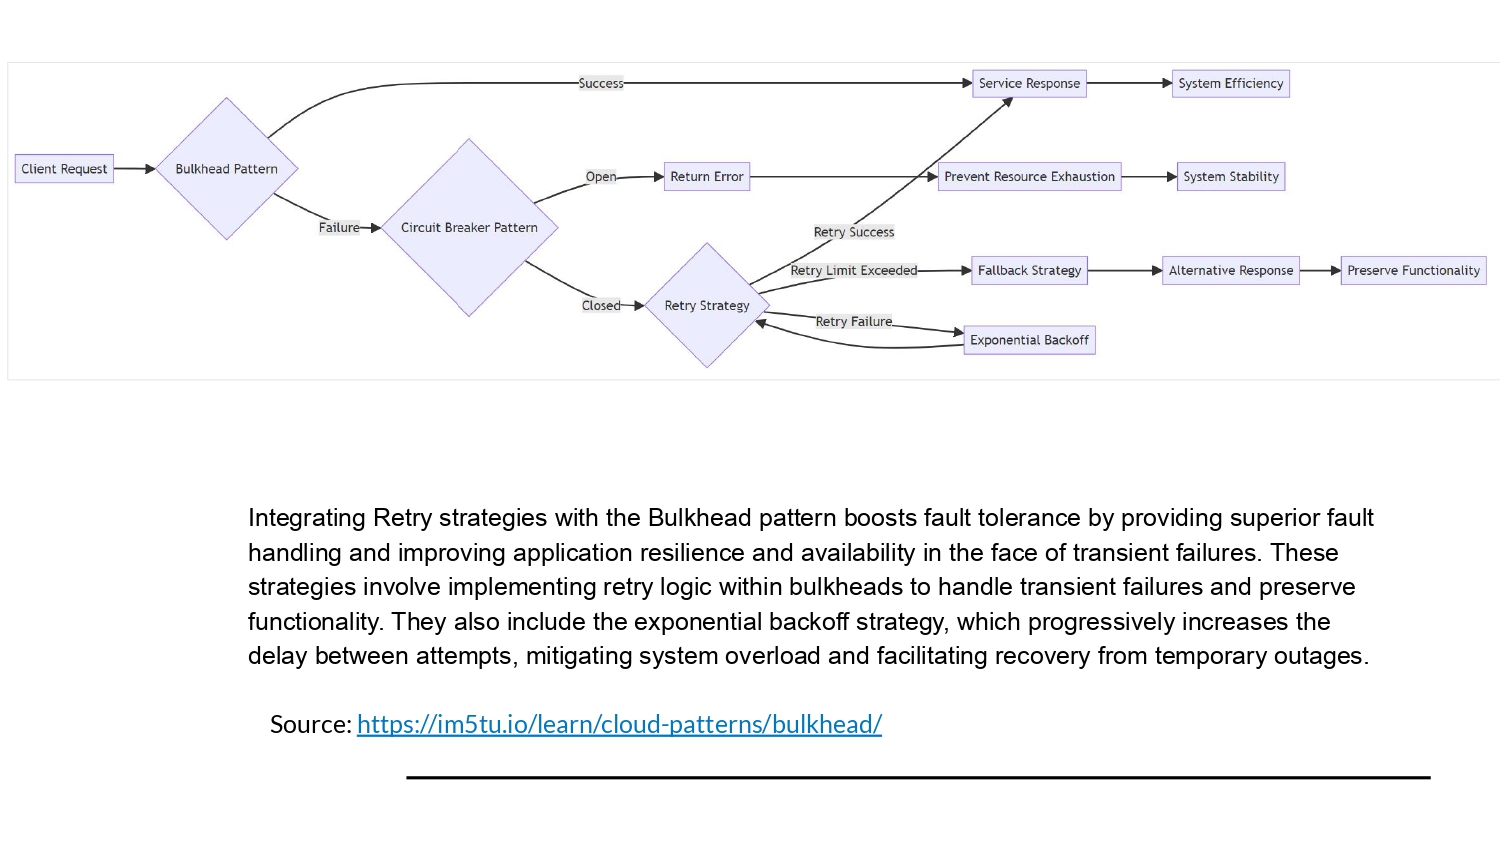 Success
Service Response
System Efficiency
Client Request
Bulkhead Pattern
Open
Return Error
Prevent Resource Exhaustion
System Stability
Failure
Circuit Breaker Pattern
Retry Success
Retry Limit Exceeded
Fallback Strategy
Alternative Response
Preserve Functionality
Closed
Retry Strategy
Retry Failure
Exponential Backoff
Integrating Retry strategies with the Bulkhead pattern boosts fault tolerance by providing superior fault
handling and improving application resilience and availability in the face of transient failures. These
strategies involve implementing retry logic within bulkheads to handle transient failures and preserve
functionality. They also include the exponential backoff strategy, which progressively increases the
delay between attempts, mitigating system overload and facilitating recovery from temporary outages.
Source: https://im5tu.io/learn/cloud-patterns/bulkhead/